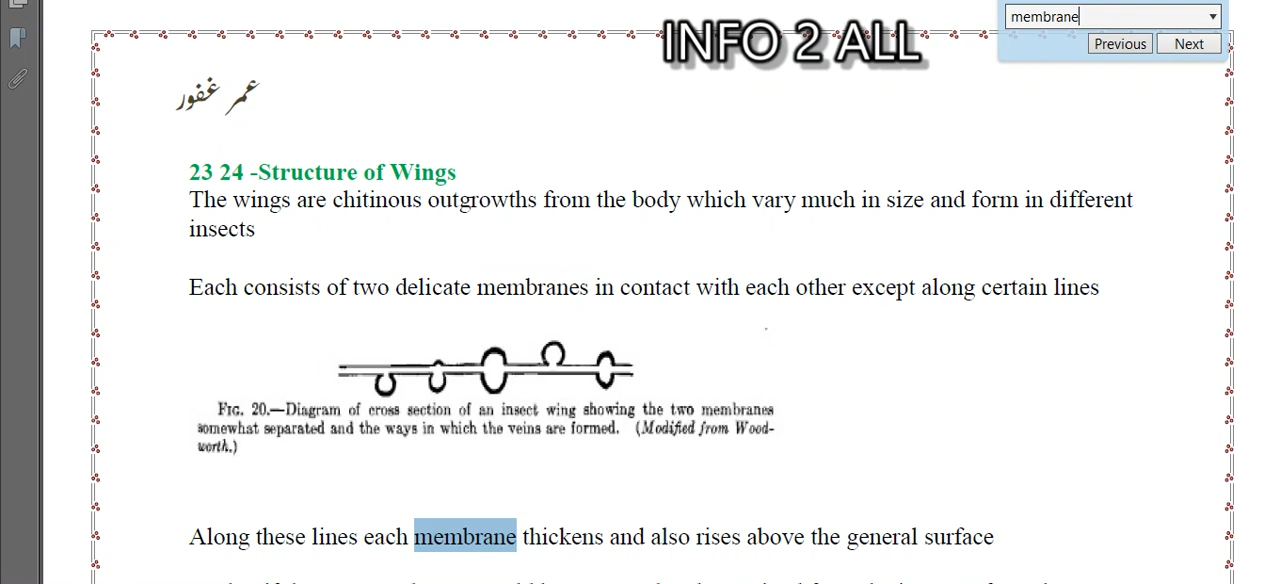 membrane
INFO 2 ALL
Previous Next
عمر غفور
23 24 -Structure of Wings
The wings are chitinous outgrowths from the body which vary much in size and form in different
insects
Each consists of two delicate membranes in contact with each other except along certain lines
FIG. 20.—Diagram of cross section of an insect wing showing the two membranes
somewhat separated and the ways in which the veins are formed. (Modified from Wood-
worth.)
Along these lines each membrane thickens and also rises above the general surface